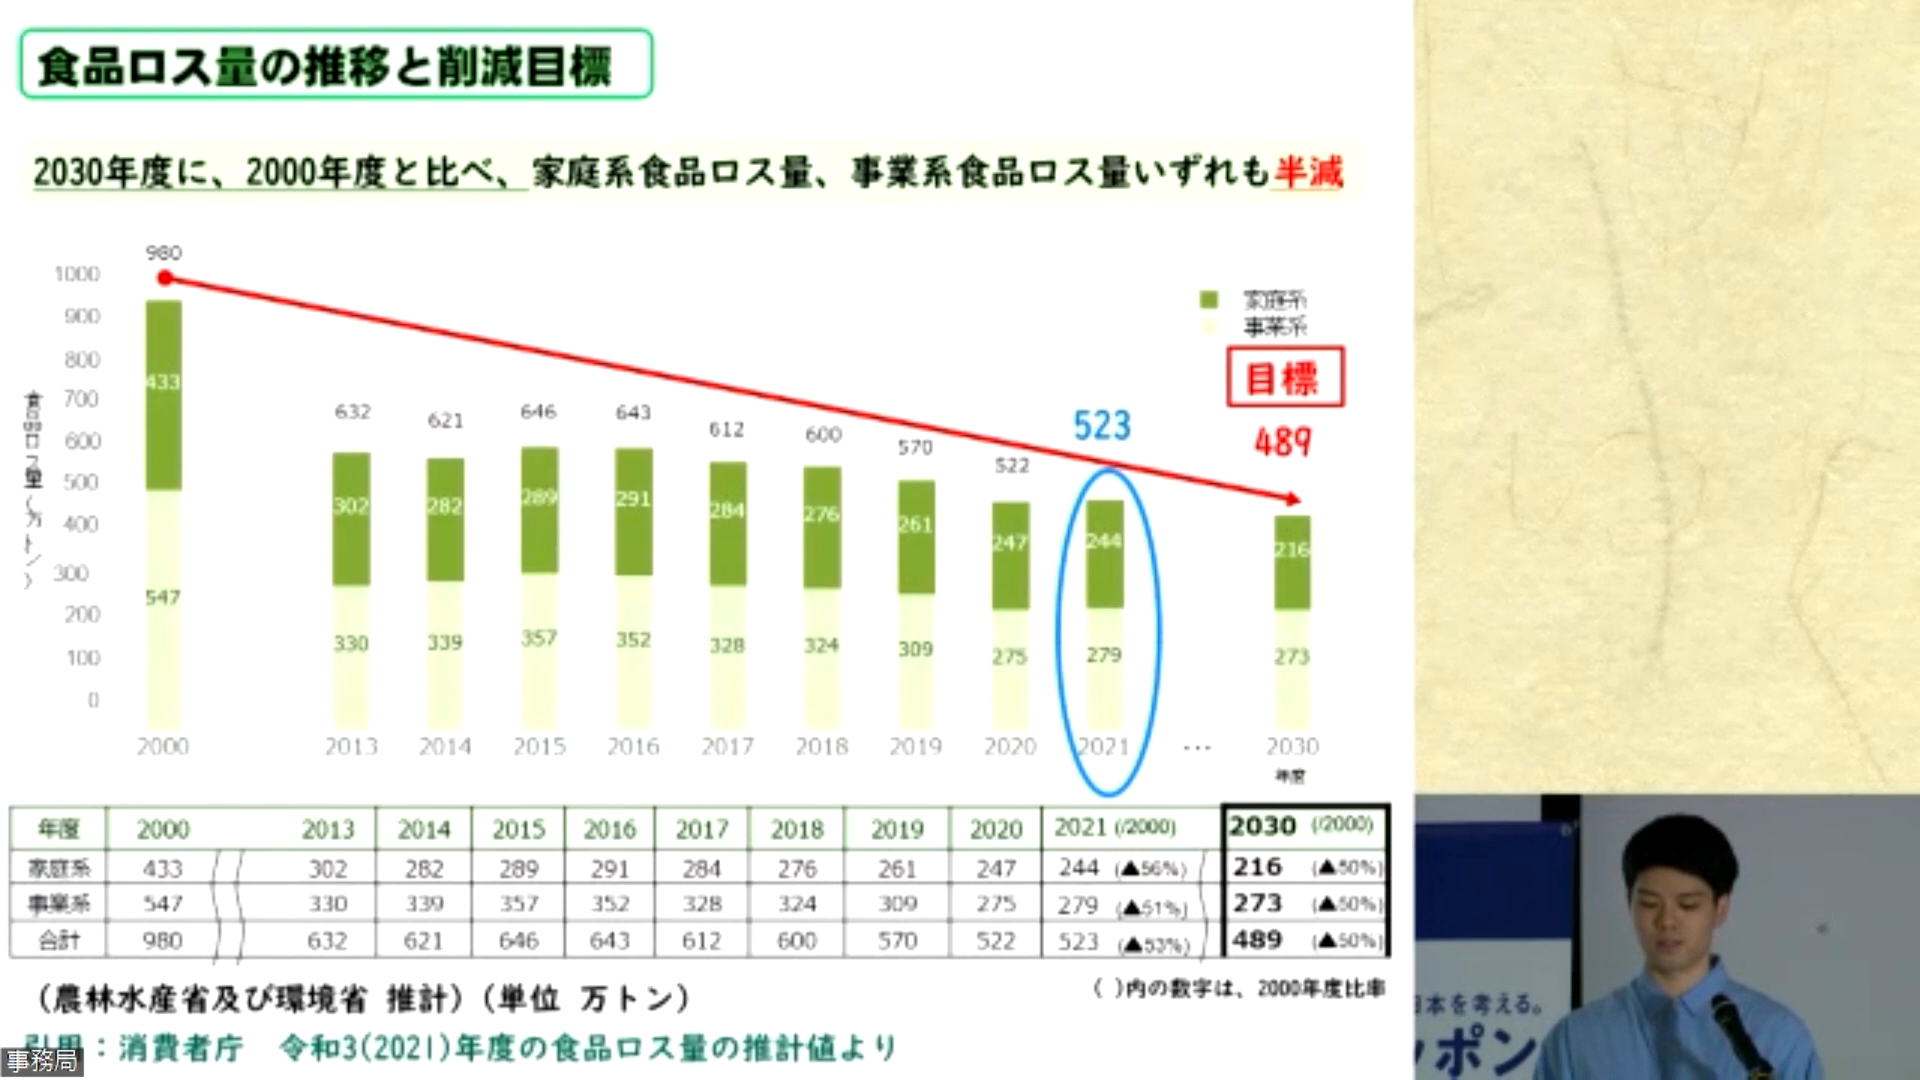 食品ロス量の推移と削減目標
2030年度に、2000年度と比べ、家庭系食品ロス量、事業系食品ロス量いずれも半減
食品ロス量(万トン)
1000
900
800
700
600
500
400
300
200
100
0
980
433
547
632
302
330
621
282
339
646
289
357
643
291
352
612
284
328
600
276
324
570
261
309
522
247
275
523
244
279
家庭系
事業系
目標
489
216
273
2000 2013 2014 2015 2016 2017 2018 2019 2020 2021 … 2030
年度
年度 2000 2013 2014 2015 2016 2017 2018 2019 2020 2021 (/2000) 2030 (/2000)
家庭系 433 302 282 289 291 284 276 261 247 244 (▲56%) 216 (▲50%)
事業系 547 330 339 357 352 328 324 309 275 279 (▲51%) 273 (▲50%)
合計 980 632 621 646 643 612 600 570 522 523 (▲53%) 489 (▲50%)
(農林水産省及び環境省 推計)(単位 万トン)
( )内の数字は、2000年度比率
引用：消費者庁 令和3(2021)年度の食品ロス量の推計値より
事務局
本を考える。
ッポン